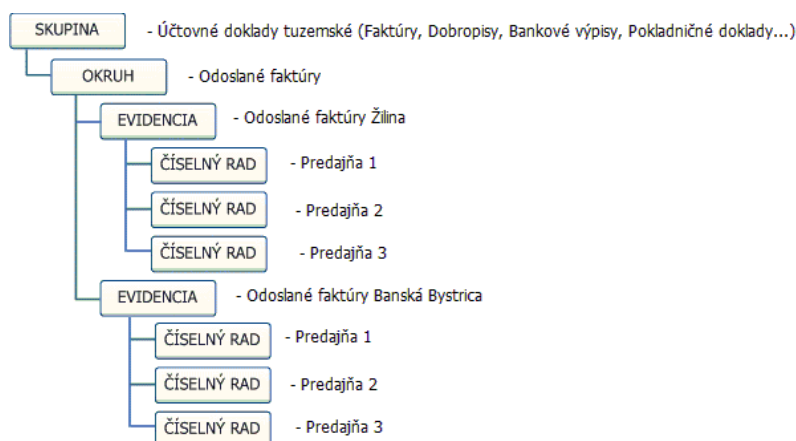 SKUPINA - Účtovné doklady tuzemské (Faktúry, Dobropisy, Bankové výpisy, Pokladničné doklady...)
OKRUH - Odoslané faktúry
EVIDENCIA - Odoslané faktúry Žilina
ČÍSELNÝ RAD - Predajňa 1
ČÍSELNÝ RAD - Predajňa 2
ČÍSELNÝ RAD - Predajňa 3
EVIDENCIA - Odoslané faktúry Banská Bystrica
ČÍSELNÝ RAD - Predajňa 1
ČÍSELNÝ RAD - Predajňa 2
ČÍSELNÝ RAD - Predajňa 3